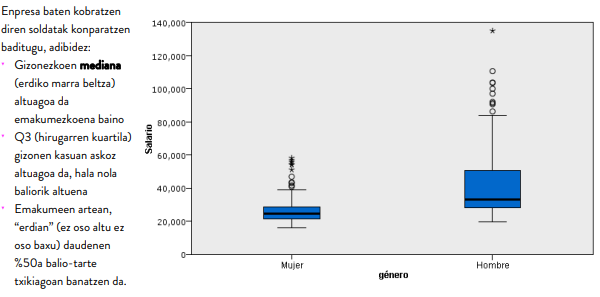 Enpresa baten kobratzen
diren soldatak konparatzen
baditugu, adibidez:
• Gizonezkoen mediana
(erdiko marra beltza)
altuagoa da
emakumezkoena baino
• Q3 (hirugarren kuartila)
gizonen kasuan askoz
altuagoa da, hala nola
baliorik altuena
• Emakumeen artean,
"erdian" (ez oso altu ez
oso baxu) daudenen
%50a balio-tarte
txikiagoan banatzen da.
140,000
120,000
100,000
80,000
60,000
40,000
20,000
0
Salario
Mujer
Hombre
género